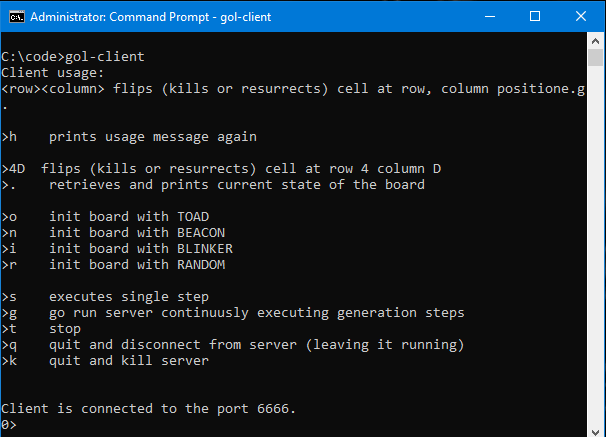 Administrator: Command Prompt - gol-client
C:\code>gol-client
Client usage:
<row><column> flips (kills or resurrects) cell at row, column positione.g
.
>h    prints usage message again
>4D  flips (kills or resurrects) cell at row 4 column D
>.    retrieves and prints current state of the board
>o    init board with TOAD
>n    init board with BEACON
>i    init board with BLINKER
>r    init board with RANDOM
>s    executes single step
>g    go run server continuusly executing generation steps
>t    stop
>q    quit and disconnect from server (leaving it running)
>k    quit and kill server
Client is connected to the port 6666.
0>